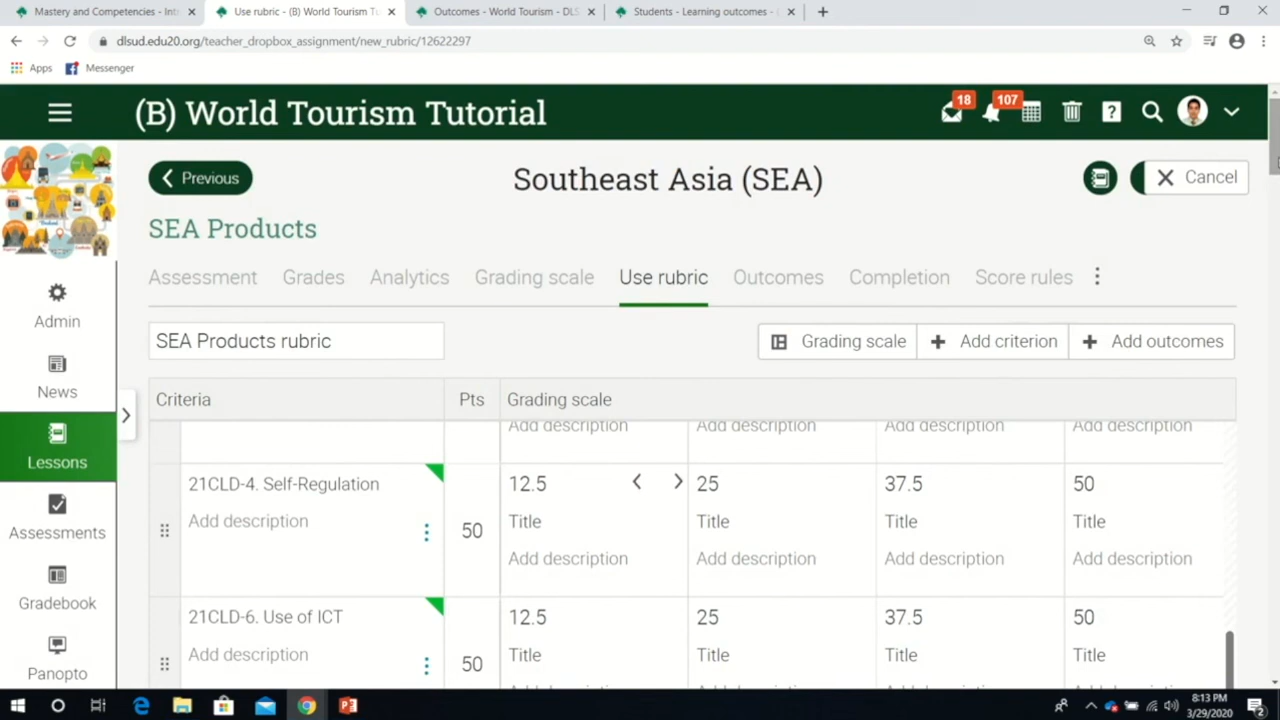 Mastery and Competencies - Int
Use rubric - (B) World Tourism Tu
Outcomes - World Tourism - DLS
Students - Learning outcomes -
dlsud.edu20.org/teacher_dropbox_assignment/new_rubric/12622297
Apps Messenger
(B) World Tourism Tutorial
18 107
Previous
Southeast Asia (SEA)
Cancel
SEA Products
Assessment Grades Analytics Grading scale Use rubric Outcomes Completion Score rules
SEA Products rubric
Grading scale Add criterion Add outcomes
Criteria Pts Grading scale
Add description Add description Add description Add description
21CLD-4. Self-Regulation 12.5 25 37.5 50
Add description Title Title Title Title
50
Add description Add description Add description Add description
21CLD-6. Use of ICT 12.5 25 37.5 50
Add description 50 Title Title Title Title
Admin
News
Lessons
Assessments
Gradebook
Panopto
8:13 PM
3/29/2020
2